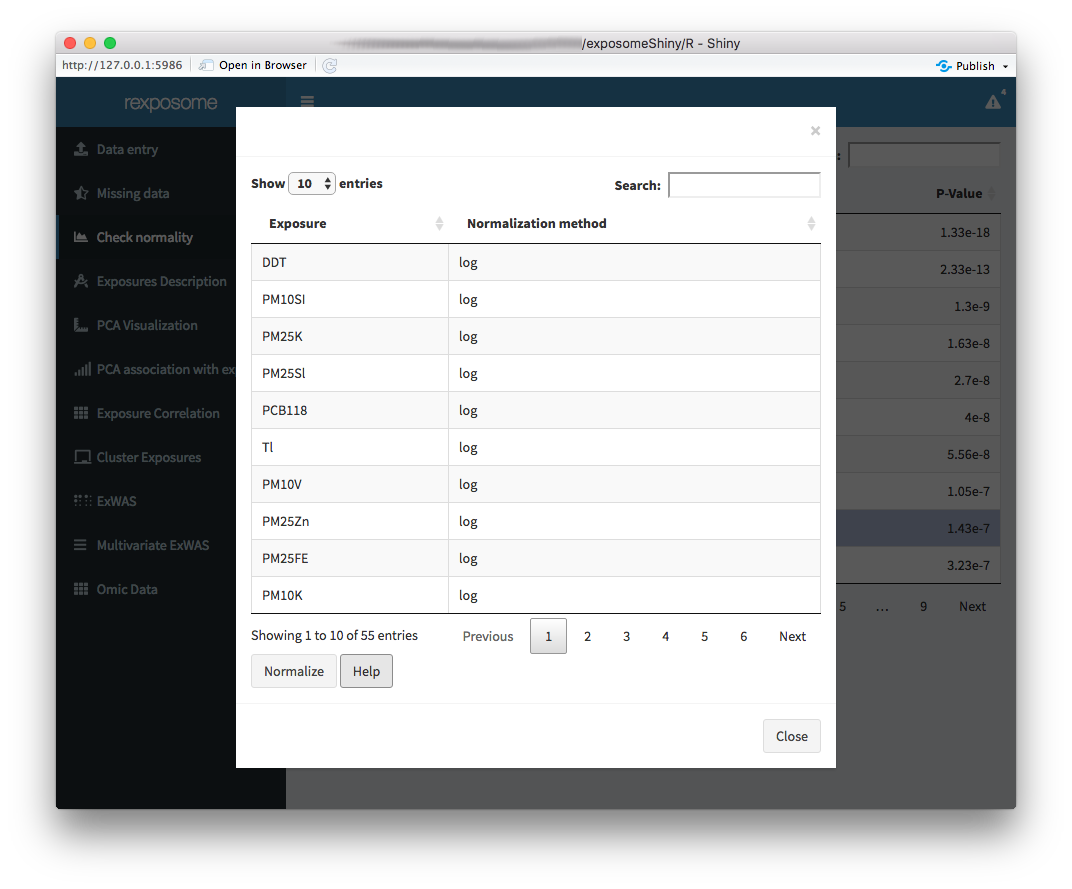 /exposomeShiny/R - Shiny
http://127.0.0.1:5986 Open in Browser Publish
rexposome 4
Data entry
Missing data
Check normality
Exposures Description
PCA Visualization
PCA association with ex
Exposure Correlation
Cluster Exposures
ExWAS
Multivariate ExWAS
Omic Data
×
Show 10 entries Search:
Exposure Normalization method
DDT log
PM10SI log
PM25K log
PM25Sl log
PCB118 log
Tl log
PM10V log
PM25Zn log
PM25FE log
PM10K log
Showing 1 to 10 of 55 entries Previous 1 2 3 4 5 6 Next
Normalize Help
Close
:
P-Value
1.33e-18
2.33e-13
1.3e-9
1.63e-8
2.7e-8
4e-8
5.56e-8
1.05e-7
1.43e-7
3.23e-7
5 … 9 Next